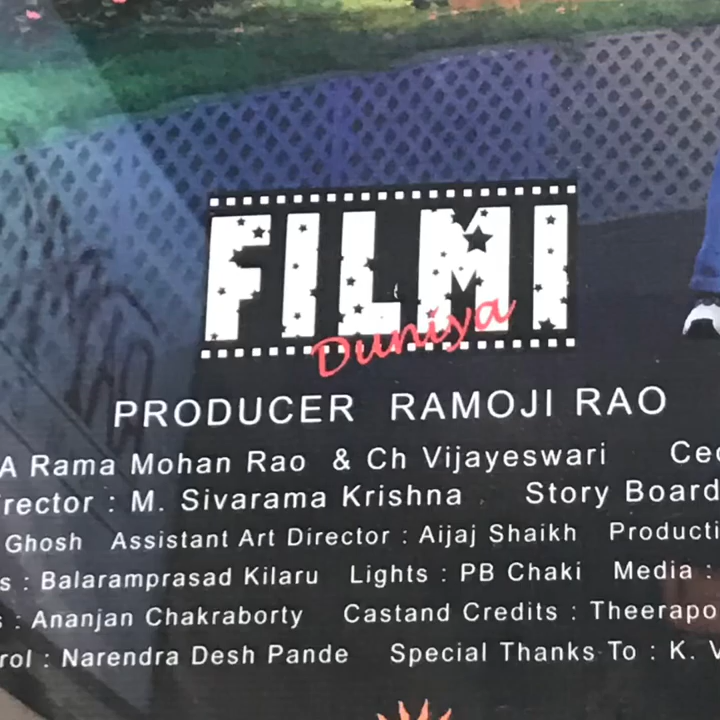 FILMI
Duniya
PRODUCER RAMOJI RAO
A Rama Mohan Rao & Ch Vijayeswari
rector : M. Sivarama Krishna Story Board
Ghosh Assistant Art Director : Aijaj Shaikh Producti
s : Balaramprasad Kilaru Lights : PB Chaki Media :
s : Ananjan Chakraborty Castand Credits : Theerapo
rol : Narendra Desh Pande Special Thanks To : K. V